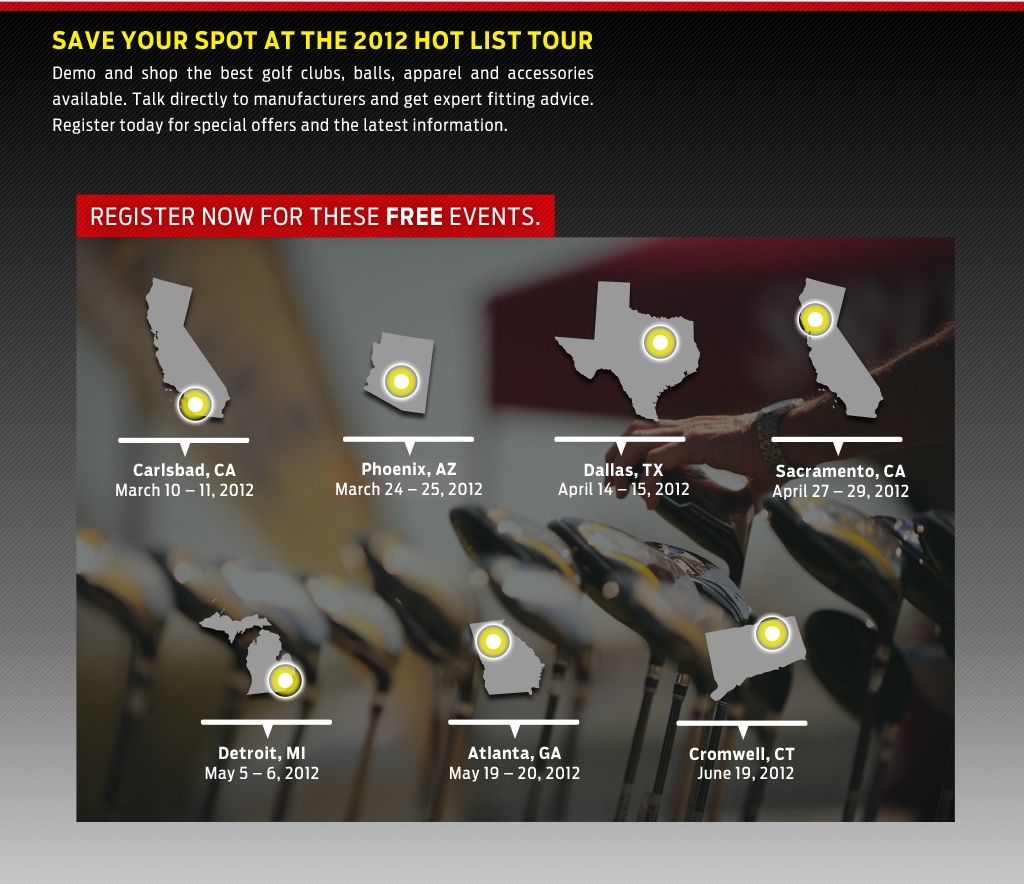 SAVE YOUR SPOT AT THE 2012 HOT LIST TOUR
Demo and shop the best golf clubs, balls, apparel and accessories
available. Talk directly to manufacturers and get expert fitting advice.
Register today for special offers and the latest information.
REGISTER NOW FOR THESE FREE EVENTS.
Carlsbad, CA
March 10 – 11, 2012
Phoenix, AZ
March 24 – 25, 2012
Dallas, TX
April 14 – 15, 2012
Sacramento, CA
April 27 – 29, 2012
Detroit, MI
May 5 – 6, 2012
Atlanta, GA
May 19 – 20, 2012
Cromwell, CT
June 19, 2012